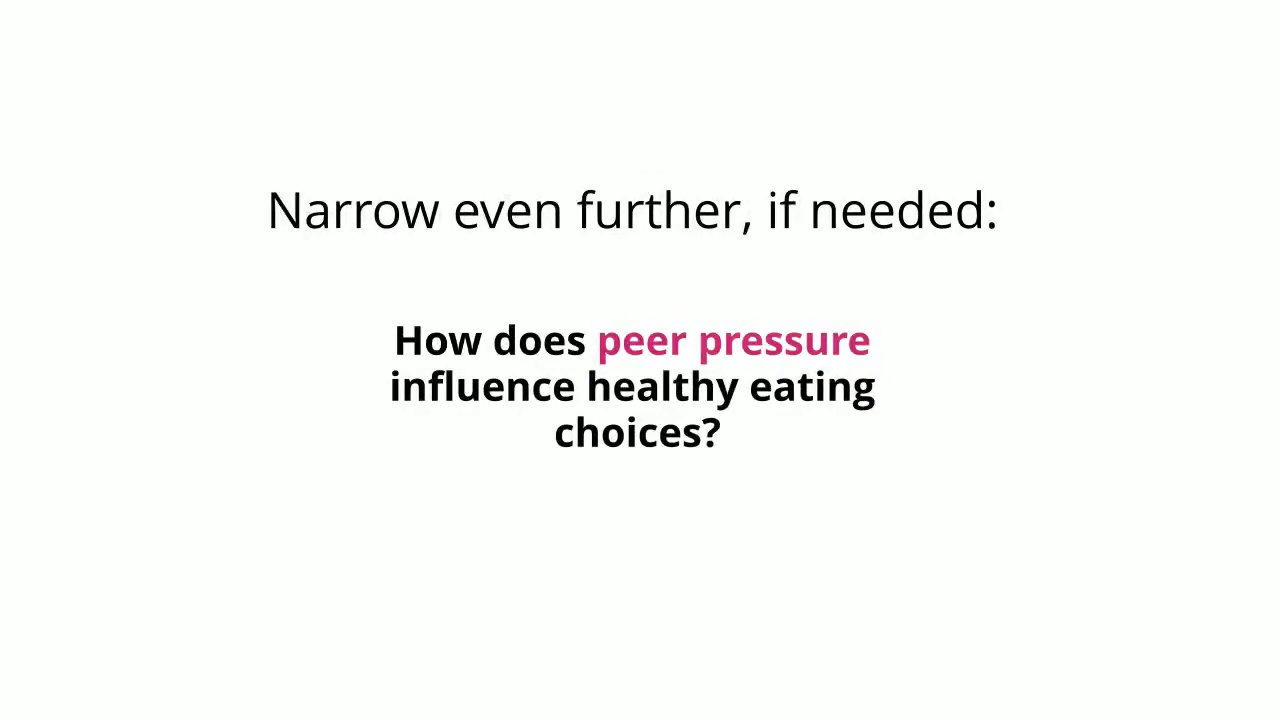 Narrow even further, if needed:
How does peer pressure
influence healthy eating
choices?